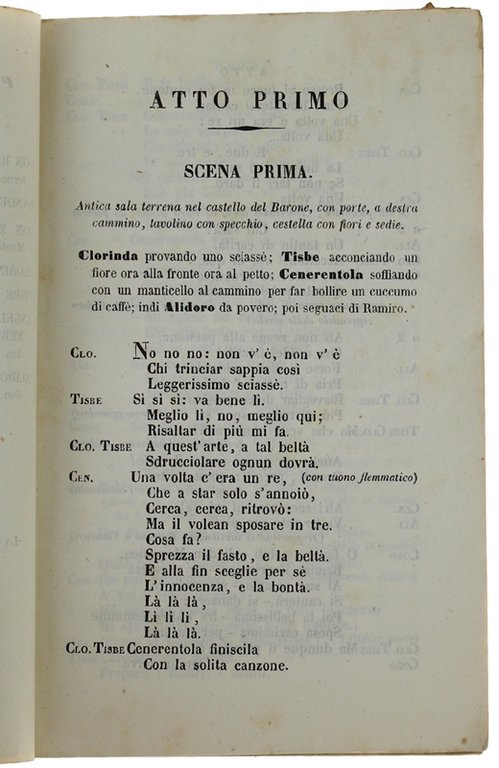 ATTO PRIMO
SCENA PRIMA.
Antica sala terrena nel castello del Barone, con porte, a destra
cammino, tavolino con specchio, cestella con fiori e sedie.
Clorinda provando uno sciassè; Tisbe acconciando un
fiore ora alla fronte ora al petto; Cenerentola soffiando
con un manticello al cammino per far bollire un cuccumo
di caffè; indi Alidoro da povero; poi seguaci di Ramiro.
CLO. No no no: non v' è, non v' è
Chi trinciar sappia così
Leggerissimo sciassè.
TISBE Si si si: va bene lì.
Meglio lì, no, meglio qui;
Risaltar di più mi fa.
CLO. TISBE A quest'arte, a tal beltà
Sdrucciolare ognun dovrà.
CEN. Una volta c'era un re, (con tuono flemmatico)
Che a star solo s'annoiò,
Cerca, cerca, ritrovò:
Ma il volean sposare in tre.
Cosa fa?
Sprezza il fasto, e la beltà.
E alla fin sceglie per sè
L'innocenza, e la bontà.
Là là là,
Lì lì lì,
Là là là.
CLO. TISBE Cenerentola finiscila
Con la solita canzone.